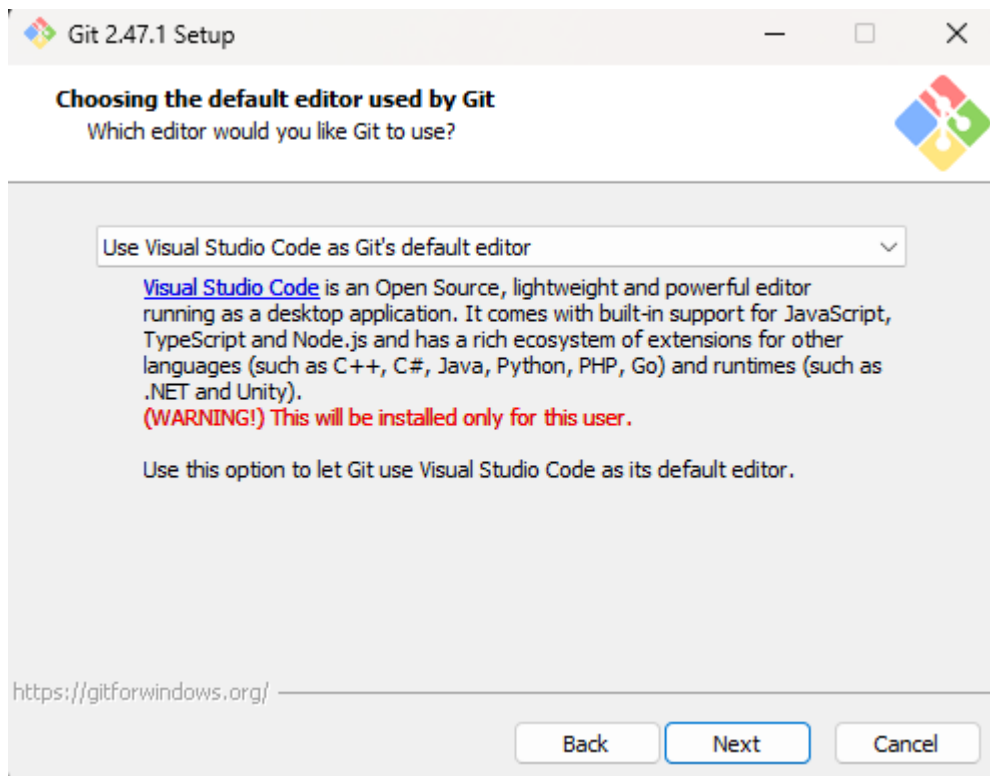 Git 2.47.1 Setup
Choosing the default editor used by Git
Which editor would you like Git to use?
Use Visual Studio Code as Git's default editor
Visual Studio Code is an Open Source, lightweight and powerful editor
running as a desktop application. It comes with built-in support for JavaScript,
TypeScript and Node.js and has a rich ecosystem of extensions for other
languages (such as C++, C#, Java, Python, PHP, Go) and runtimes (such as
.NET and Unity).
(WARNING!) This will be installed only for this user.
Use this option to let Git use Visual Studio Code as its default editor.
https://gitforwindows.org/
Back Next Cancel